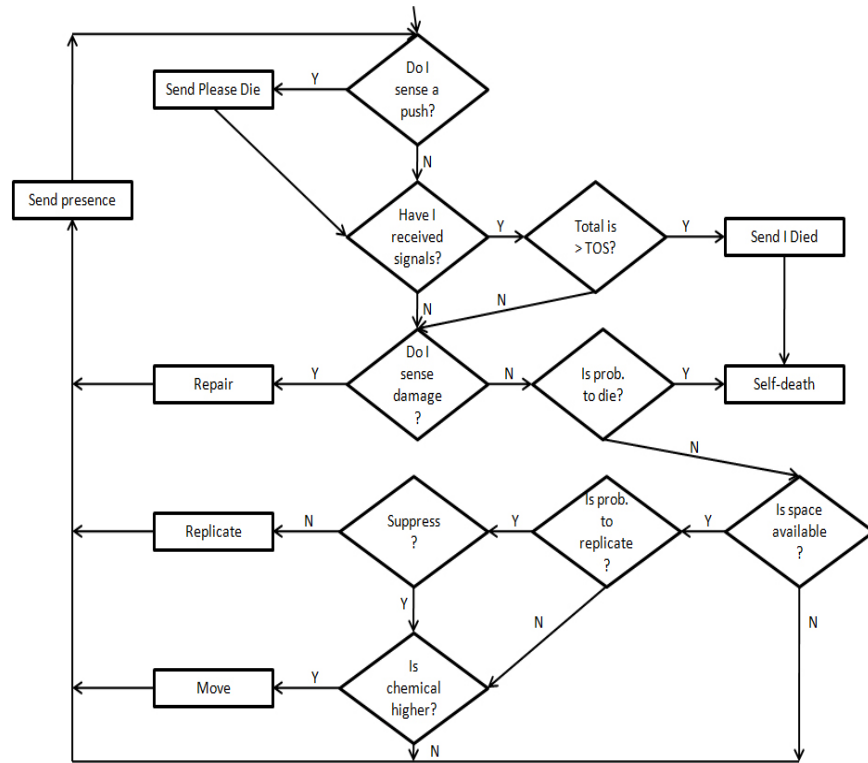 Do I
sense a
push?
Y
Send Please Die
N
Send presence
Have I
received
signals?
Y
Total is
> TOS?
Y
Send I Died
N
N
Do I
sense
damage
?
Y
Repair
N
Is prob.
to die?
Y
Self-death
N
Is space
available
?
Y
Is prob.
to
replicate
?
Y
Suppress
?
N
Replicate
Y
N
N
Is
chemical
higher?
Y
Move
N